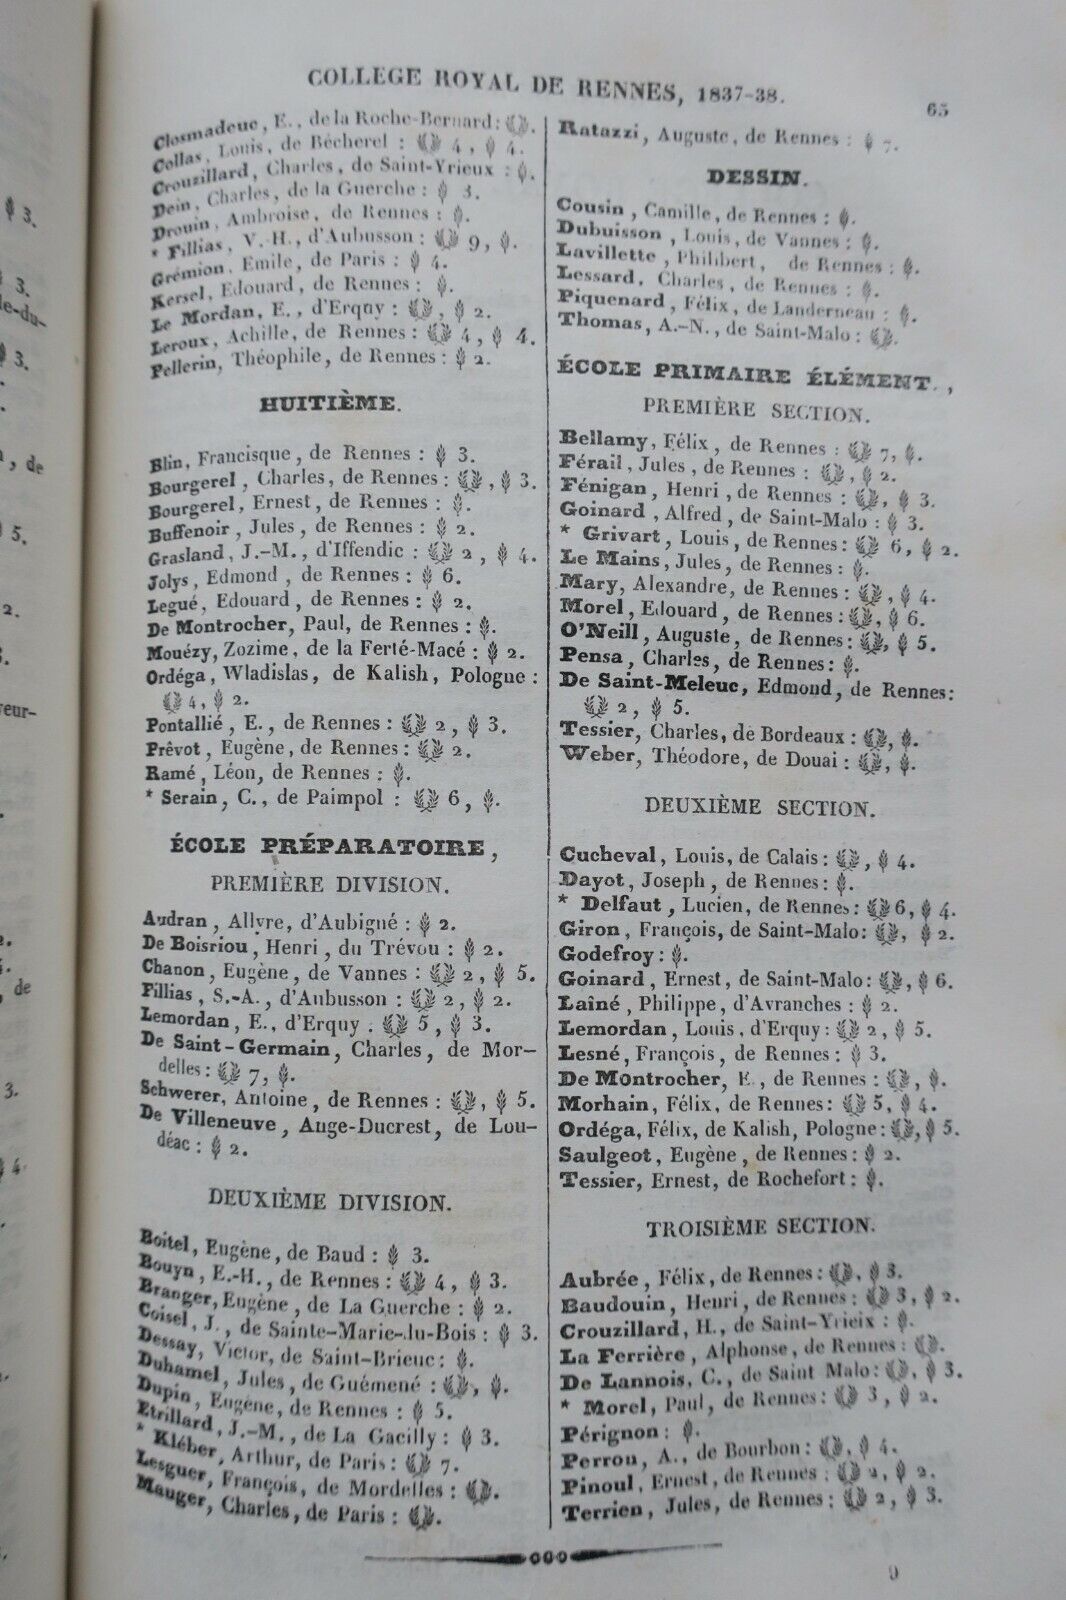 COLLEGE ROYAL DE RENNES, 1837-38.
65
Closmadeuc, E., de la Roche-Bernard: .
Collas, Louis, de Bécherel : 4, 4.
Crouzillard, Charles, de Saint-Yrieux : .
Dein, Charles, de la Guerche : 3.
Drouin, Ambroise, de Rennes : .
* Fillias, V.-H., d'Aubusson : 9, .
Grémion, Emile, de Paris : 4.
Kersel, Edouard, de Rennes : .
Le Mordan, E., d'Erquy : , 2.
Leroux, Achille, de Rennes : 4, 4.
Pellerin, Théophile, de Rennes : 2.
HUITIÈME.
Blin, Francisque, de Rennes : 3.
Bourgerel, Charles, de Rennes : , 3.
Bourgerel, Ernest, de Rennes : .
Buffenoir, Jules, de Rennes : 2.
Grasland, J.-M., d'Iffendic : 2, 4.
Jolys, Edmond, de Rennes : 6.
Legué, Edouard, de Rennes : 2.
De Montrocher, Paul, de Rennes : .
Mouézy, Zozime, de la Ferté-Macé : 2.
Ordéga, Wladislas, de Kalish, Pologne :
4, 2.
Pontallié, E., de Rennes : 2, 3.
Prêvot, Eugène, de Rennes : 2.
Ramé, Léon, de Rennes : .
* Serain, C., de Paimpol : 6, .
ÉCOLE PRÉPARATOIRE,
PREMIÈRE DIVISION.
Audran, Allyre, d'Aubigné : 2.
De Boisriou, Henri, du Trévou : 2.
Chanon, Eugène, de Vannes : 2, 5.
Fillias, S.-A., d'Aubusson : 2, 2.
Lemordan, E., d'Erquy : 5, 3.
De Saint-Germain, Charles, de Mor-
delles : 7, .
Schwerer, Antoine, de Rennes : , 5.
De Villeneuve, Ange-Ducrest, de Lou-
déac : 2.
DEUXIÈME DIVISION.
Boitel, Eugène, de Baud : 3.
Bouyn, E.-H., de Rennes : 4, 3.
Branger, Eugène, de La Guerche : 2.
Coisel, J., de Sainte-Marie-du-Bois : 3.
Dessay, Victor, de Saint-Brieuc : .
Duhamel, Jules, de Guémené : , .
Dupin, Eugène, de Rennes : 5.
Etrillard, J.-M., de La Gacilly : 3.
* Kléber, Arthur, de Paris : 7.
Lesguer, François, de Mordelles : .
Mauger, Charles, de Paris : .
Ratazzi, Auguste, de Rennes : 7.
DESSIN.
Cousin, Camille, de Rennes : .
Dubuisson, Louis, de Vannes : .
Lavillette, Philibert, de Rennes : .
Lessard, Charles, de Rennes : .
Piquenard, Félix, de Landerneau : .
Thomas, A.-N., de Saint-Malo : .
ÉCOLE PRIMAIRE ÉLÉMENT.,
PREMIÈRE SECTION.
Bellamy, Félix, de Rennes : 7, .
Férail, Jules, de Rennes : , 2.
Fénigan, Henri, de Rennes : , 3.
Goinard, Alfred, de Saint-Malo : 3.
* Grivart, Louis, de Rennes : 6, 2.
Le Mains, Jules, de Rennes : .
Mary, Alexandre, de Rennes : , 4.
Morel, Edouard, de Rennes : , 6.
O'Neill, Auguste, de Rennes : , 5.
Pensa, Charles, de Rennes : .
De Saint-Meleuc, Edmond, de Rennes :
2, 5.
Tessier, Charles, de Bordeaux : , .
Weber, Théodore, de Douai : , .
DEUXIÈME SECTION.
Cucheval, Louis, de Calais : , 4.
Dayot, Joseph, de Rennes : .
* Delfaut, Lucien, de Rennes : 6, 4.
Giron, François, de Saint-Malo : , 2.
Godefroy : .
Goinard, Ernest, de Saint-Malo : , 6.
Laîné, Philippe, d'Avranches : 2.
Lemordan, Louis, d'Erquy : 2, 5.
Lesné, François, de Rennes : 3.
De Montrocher, E., de Rennes : , .
Morhain, Félix, de Rennes : 5, 4.
Ordéga, Félix, de Kalish, Pologne : , 5.
Saulgeot, Eugène, de Rennes : 2.
Tessier, Ernest, de Rochefort : .
TROISIÈME SECTION.
Aubrée, Félix, de Rennes : , 3.
Baudouin, Henri, de Rennes : 3, 2.
Crouzillard, H., de Saint-Yrieix : .
La Ferrière, Alphonse, de Rennes : .
De Lannois, C., de Saint Malo : , 3.
* Morel, Paul, de Rennes : 3, 2.
Pérignon : .
Perrou, A., de Bourbon : , 4.
Pinoul, Ernest, de Rennes : 2, 2.
Terrien, Jules, de Rennes : 2, 3.
9